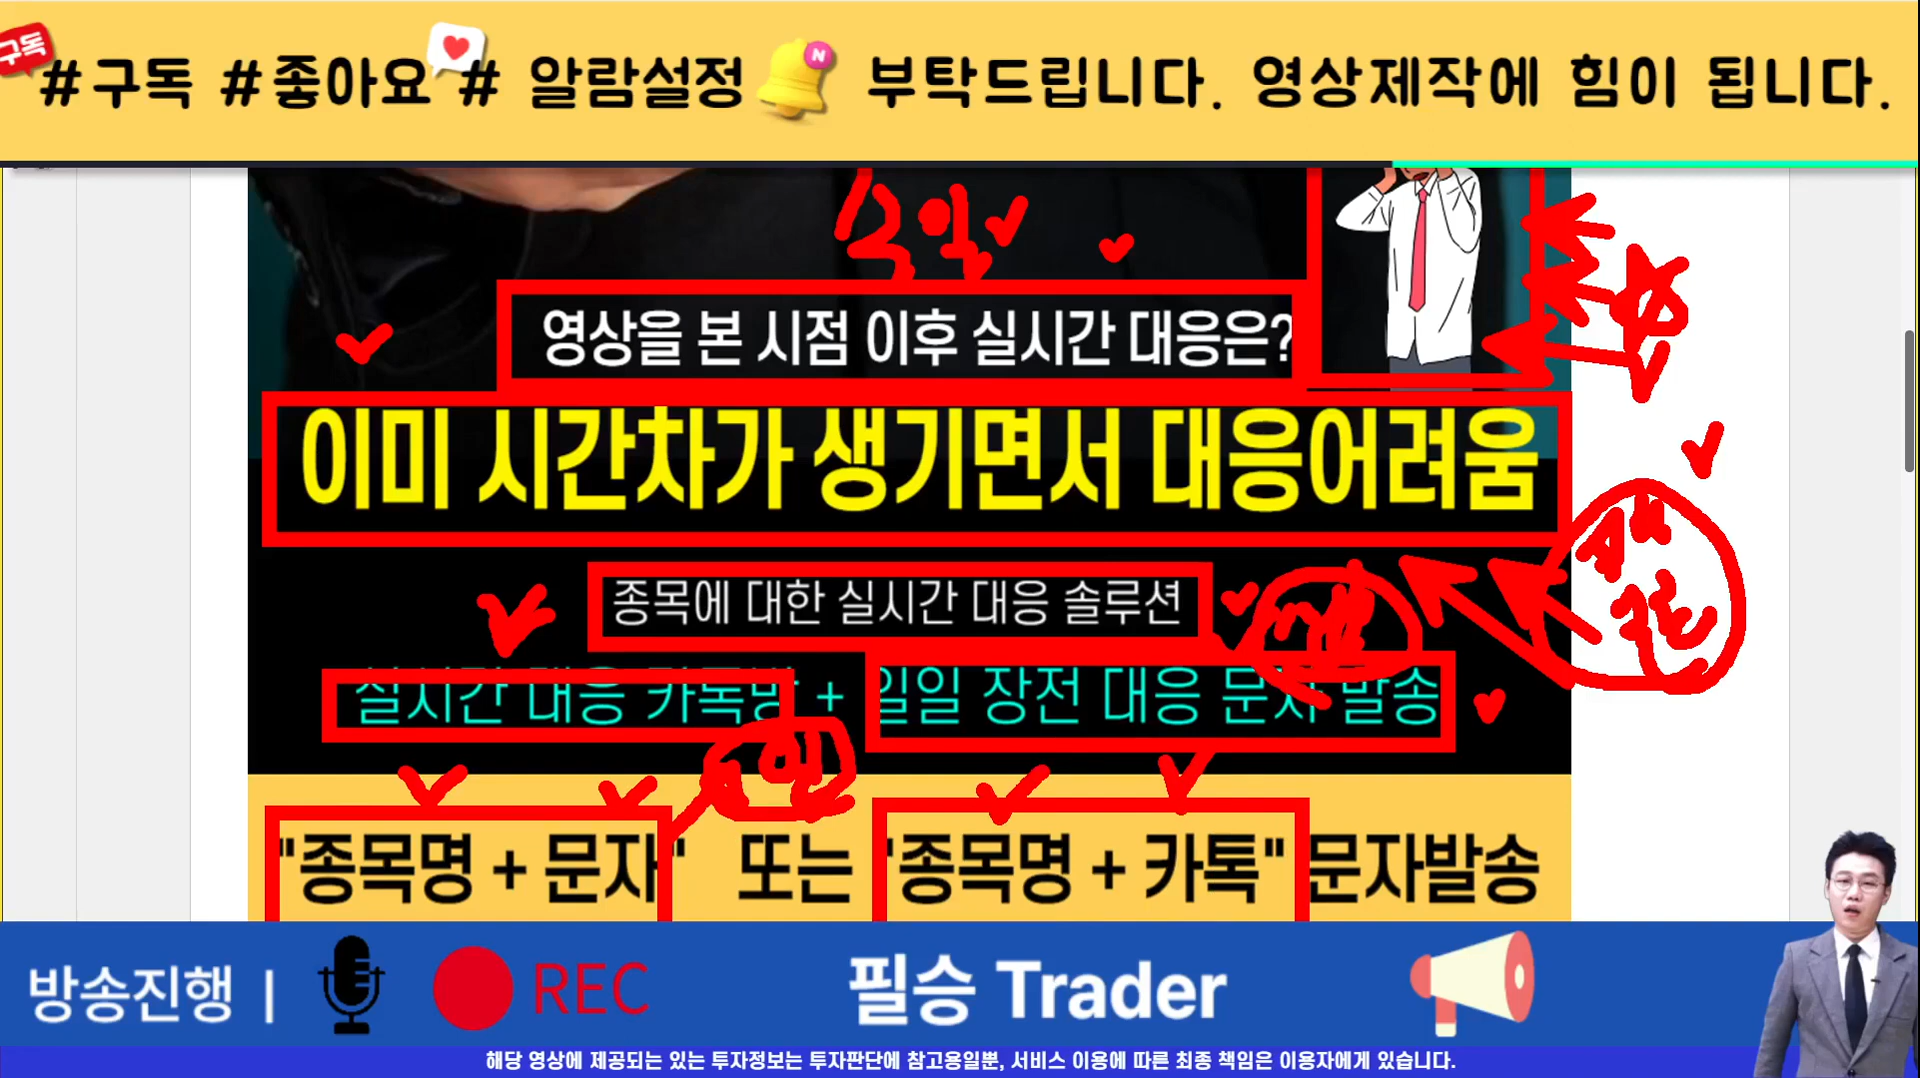 구독
#구독 #좋아요 # 알람설정 N 부탁드립니다. 영상제작에 힘이 됩니다.
영상을 본 시점 이후 실시간 대응은?
이미 시간차가 생기면서 대응어려움
종목에 대한 실시간 대응 솔루션
실시간 대응 카톡방 + 일일 장전 대응 문자 발송
"종목명 + 문자" 또는 "종목명 + 카톡" 문자발송
방송진행 | REC 필승 Trader
해당 영상에 제공되는 있는 투자정보는 투자판단에 참고용일뿐, 서비스 이용에 따른 최종 책임은 이용자에게 있습니다.